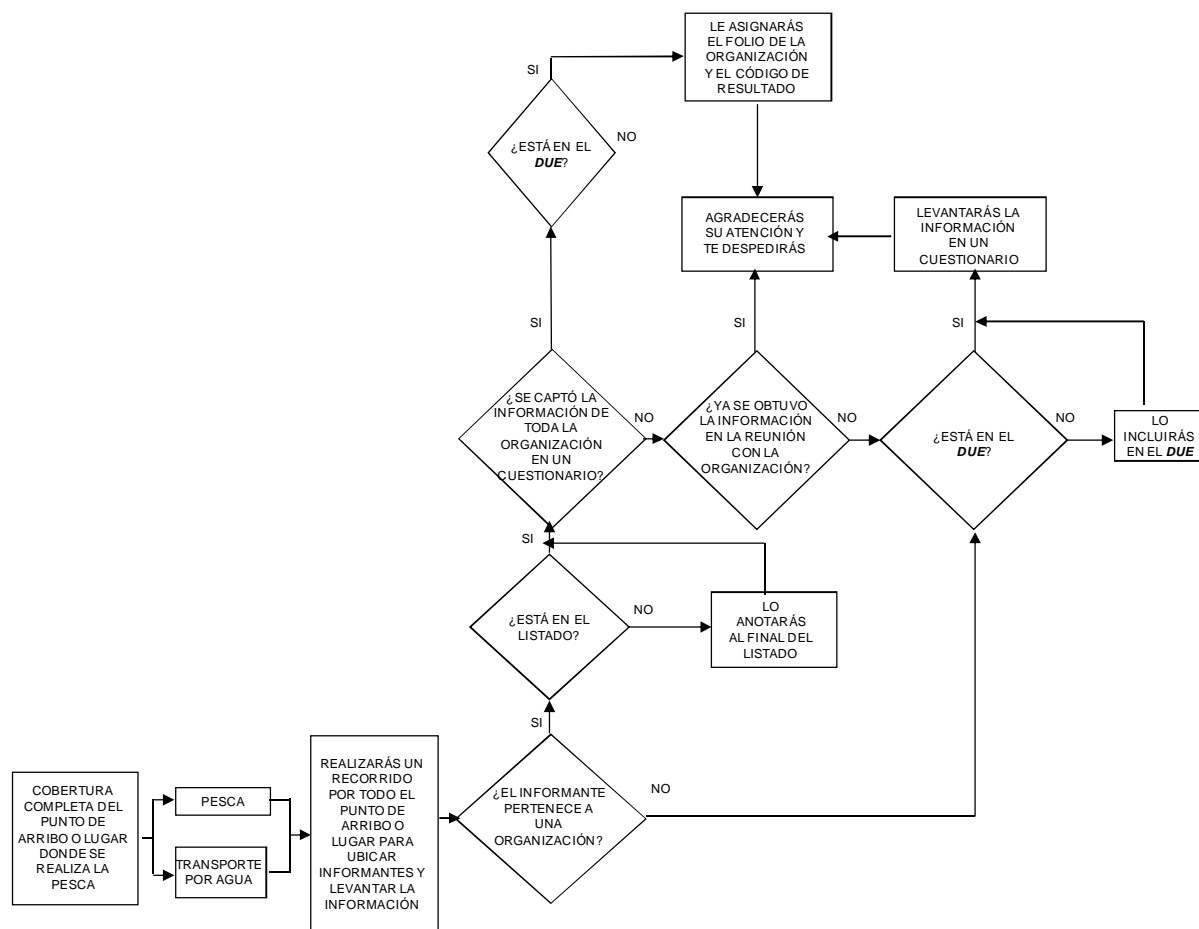 LE ASIGNARÁS
EL FOLIO DE LA
ORGANIZACIÓN
Y EL CÓDIGO DE
RESULTADO
SI
¿ESTÁ EN EL
DUE?
NO
AGRADECERÁS
SU ATENCIÓN Y
TE DESPEDIRÁS
LEVANTARÁS LA
INFORMACIÓN
EN UN
CUESTIONARIO
SI
SI
SI
¿SE CAPTÓ LA
INFORMACIÓN DE
TODA LA
ORGANIZACIÓN
EN UN
CUESTIONARIO?
NO
¿YA SE OBTUVO
LA INFORMACIÓN
EN LA REUNIÓN
CON LA
ORGANIZACIÓN?
NO
¿ESTÁ EN EL
DUE?
NO
LO
INCLUIRÁS
EN EL DUE
SI
¿ESTÁ EN EL
LISTADO?
NO
LO
ANOTARÁS
AL FINAL DEL
LISTADO
SI
COBERTURA
COMPLETA DEL
PUNTO DE
ARRIBO O LUGAR
DONDE SE
REALIZA LA
PESCA
PESCA
TRANSPORTE
POR AGUA
REALIZARÁS UN
RECORRIDO
POR TODO EL
PUNTO DE
ARRIBO O
LUGAR PARA
UBICAR
INFORMANTES Y
LEVANTAR LA
INFORMACIÓN
¿EL INFORMANTE
PERTENECE A
UNA
ORGANIZACIÓN?
NO